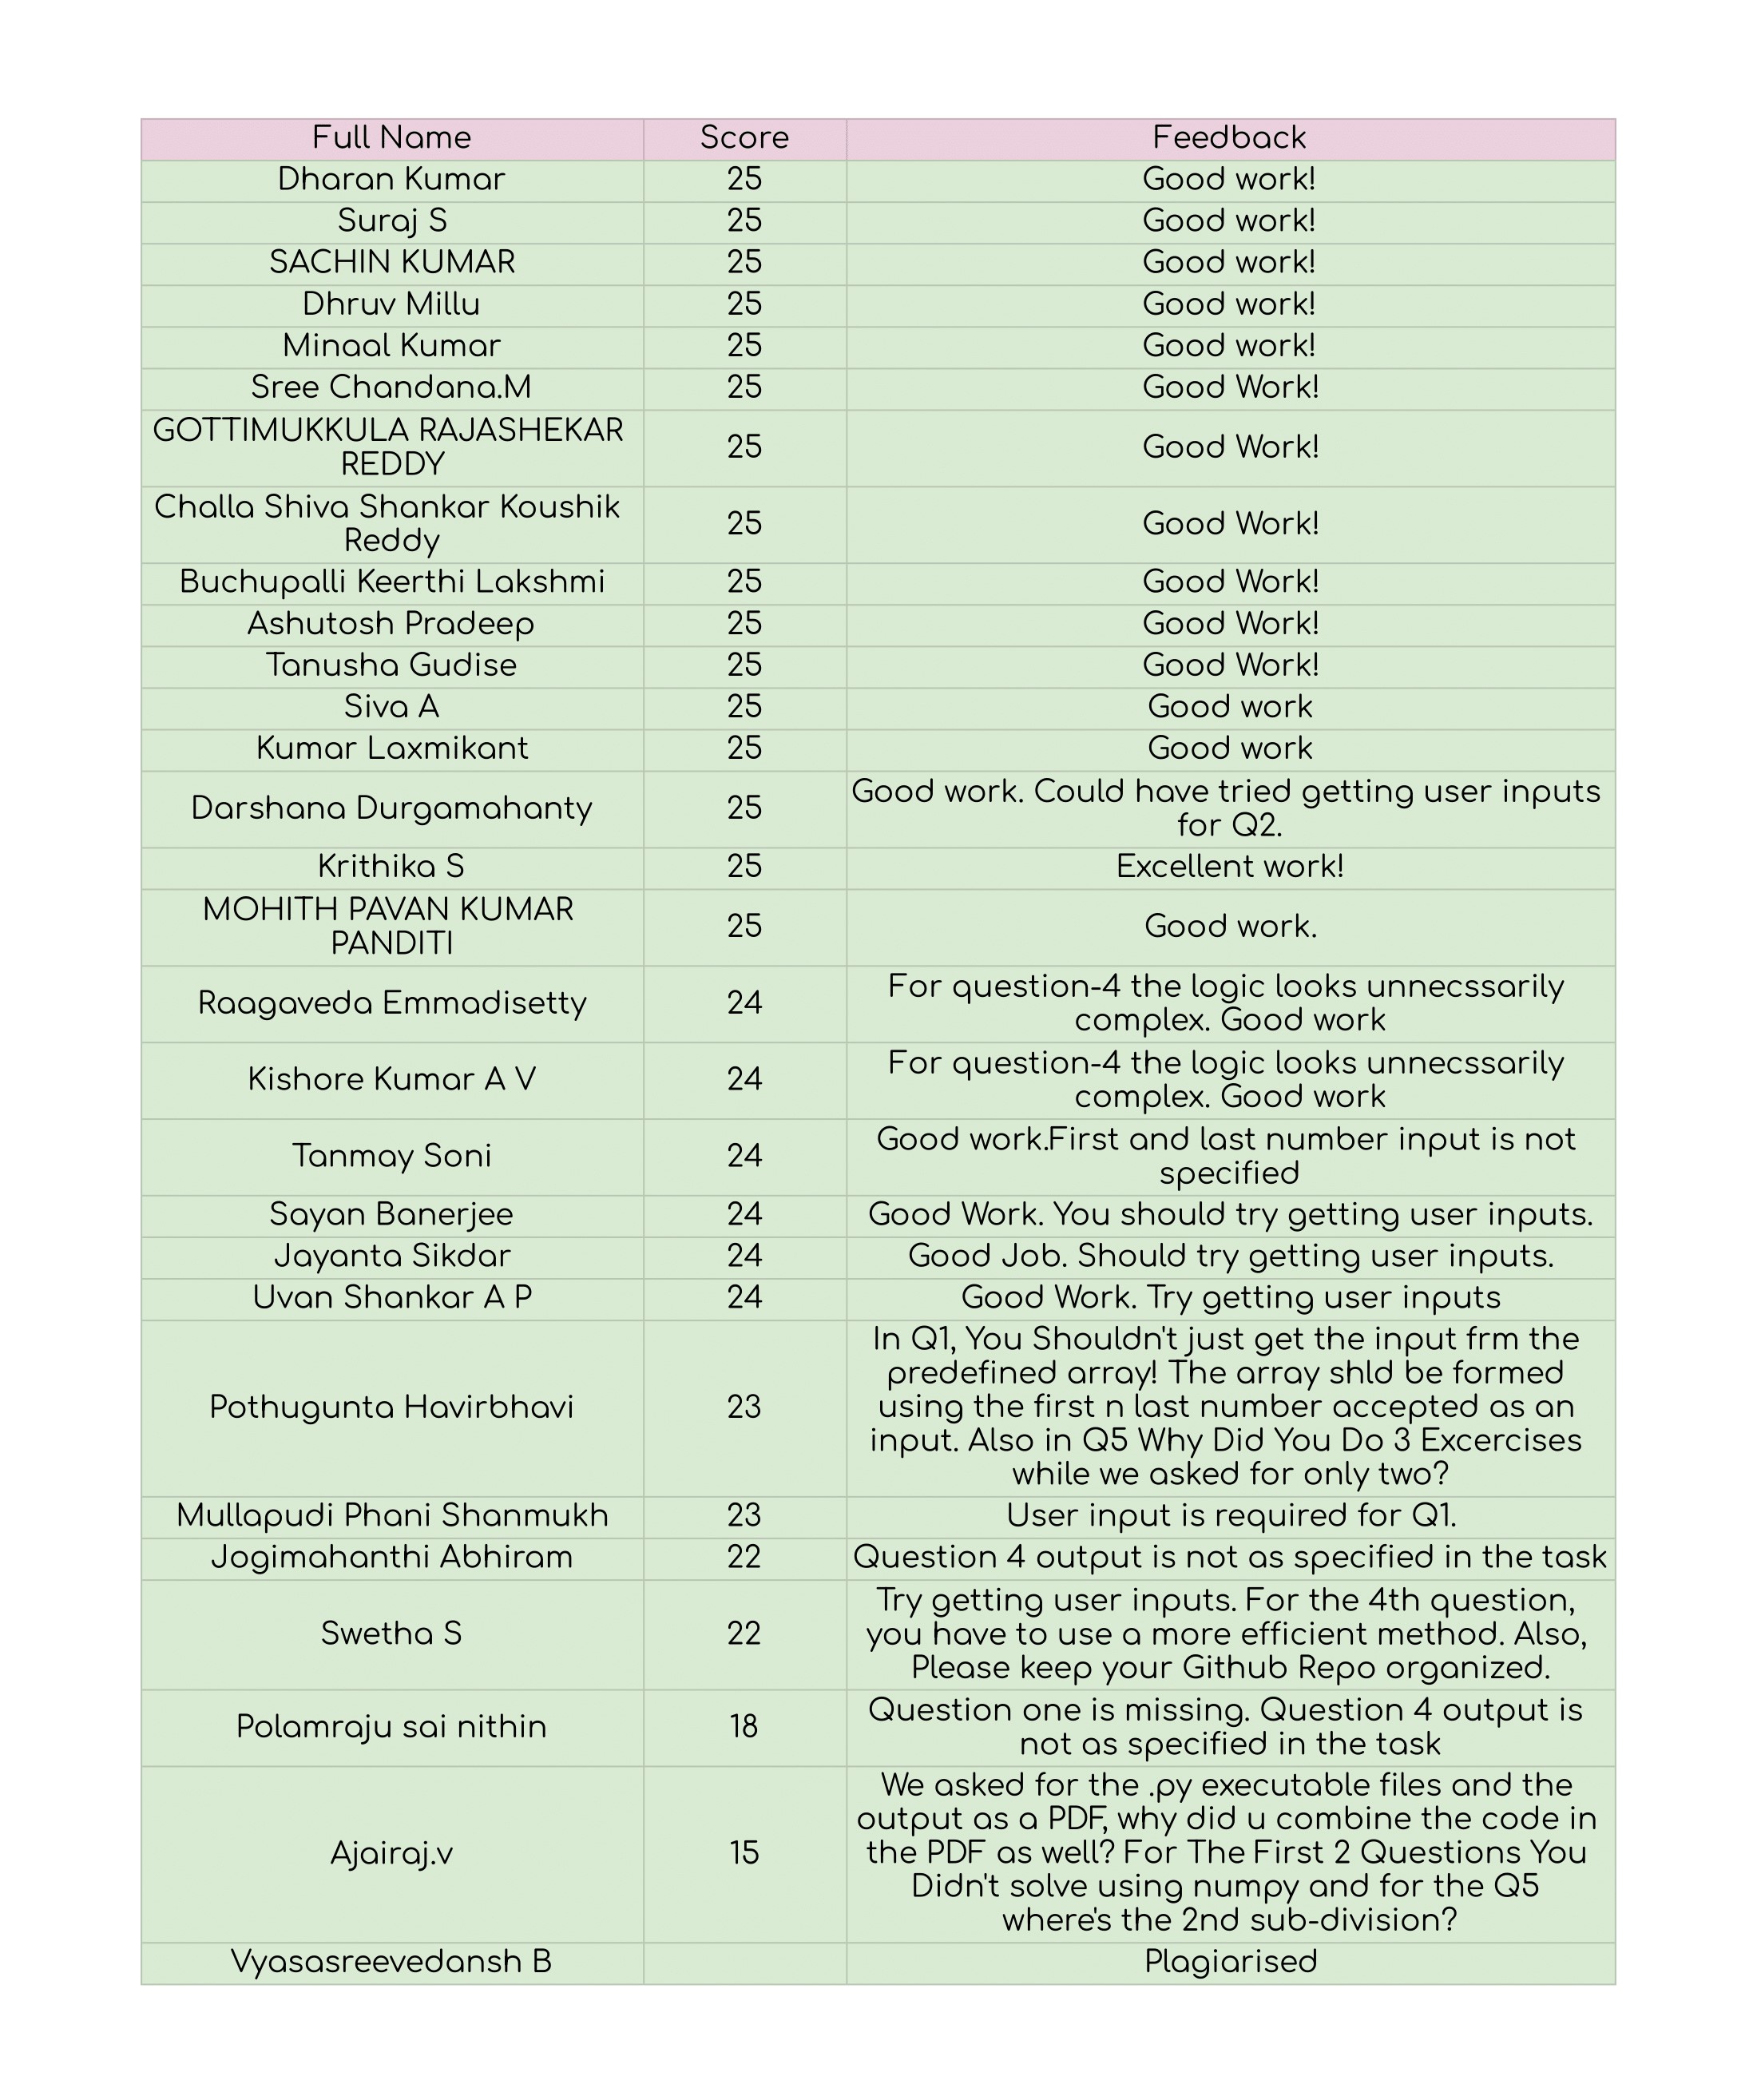 Full Name Score Feedback
Dharan Kumar 25 Good work!
Suraj S 25 Good work!
SACHIN KUMAR 25 Good work!
Dhruv Millu 25 Good work!
Minaal Kumar 25 Good work!
Sree Chandana.M 25 Good Work!
GOTTIMUKKULA RAJASHEKAR
REDDY
25
Good Work!
Challa Shiva Shankar Koushik
Reddy
25
Good Work!
Buchupalli Keerthi Lakshmi 25 Good Work!
Ashutosh Pradeep 25 Good Work!
Tanusha Gudise 25 Good Work!
Siva A 25 Good work
Kumar Laxmikant 25 Good work
Darshana Durgamahanty 25
Good work. Could have tried getting user inputs
for Q2.
Krithika S 25 Excellent work!
MOHITH PAVAN KUMAR
PANDITI
25
Good work.
Raagaveda Emmadisetty 24
For question-4 the logic looks unnecssarily
complex. Good work
Kishore Kumar A V 24
For question-4 the logic looks unnecssarily
complex. Good work
Tanmay Soni 24
Good work.First and last number input is not
specified
Sayan Banerjee 24 Good Work. You should try getting user inputs.
Jayanta Sikdar 24 Good Job. Should try getting user inputs.
Uvan Shankar A P 24 Good Work. Try getting user inputs
Pothugunta Havirbhavi 23
In Q1, You Shouldn't just get the input frm the
predefined array! The array shld be formed
using the first n last number accepted as an
input. Also in Q5 Why Did You Do 3 Excercises
while we asked for only two?
Mullapudi Phani Shanmukh 23 User input is required for Q1.
Jogimahanthi Abhiram 22 Question 4 output is not as specified in the task
Swetha S 22
Try getting user inputs. For the 4th question,
you have to use a more efficient method. Also,
Please keep your Github Repo organized.
Polamraju sai nithin 18
Question one is missing. Question 4 output is
not as specified in the task
Ajairaj.v 15
We asked for the .py executable files and the
output as a PDF, why did u combine the code in
the PDF as well? For The First 2 Questions You
Didn't solve using numpy and for the Q5
where's the 2nd sub-division?
Vyasasreevedansh B Plagiarised